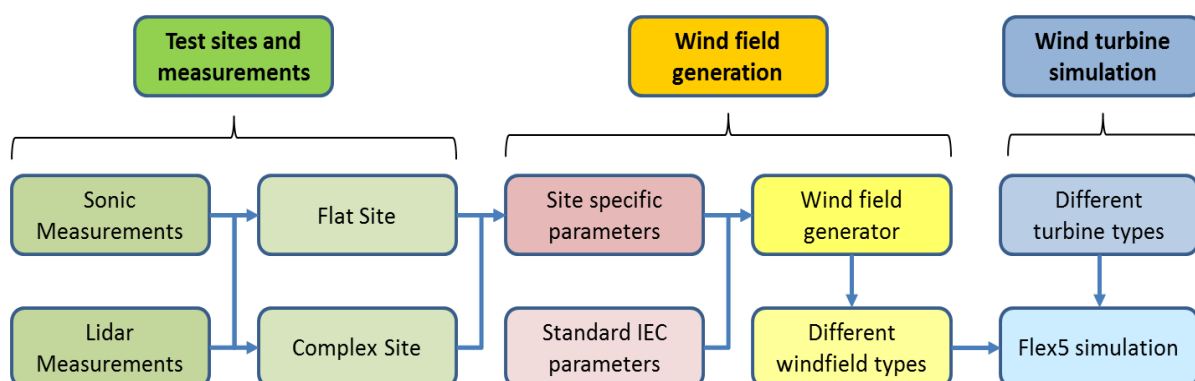 Test sites and
measurements
Wind field
generation
Wind turbine
simulation
Sonic
Measurements
Flat Site
Site specific
parameters
Wind field
generator
Different
turbine types
Lidar
Measurements
Complex Site
Standard IEC
parameters
Different
windfield types
Flex5 simulation